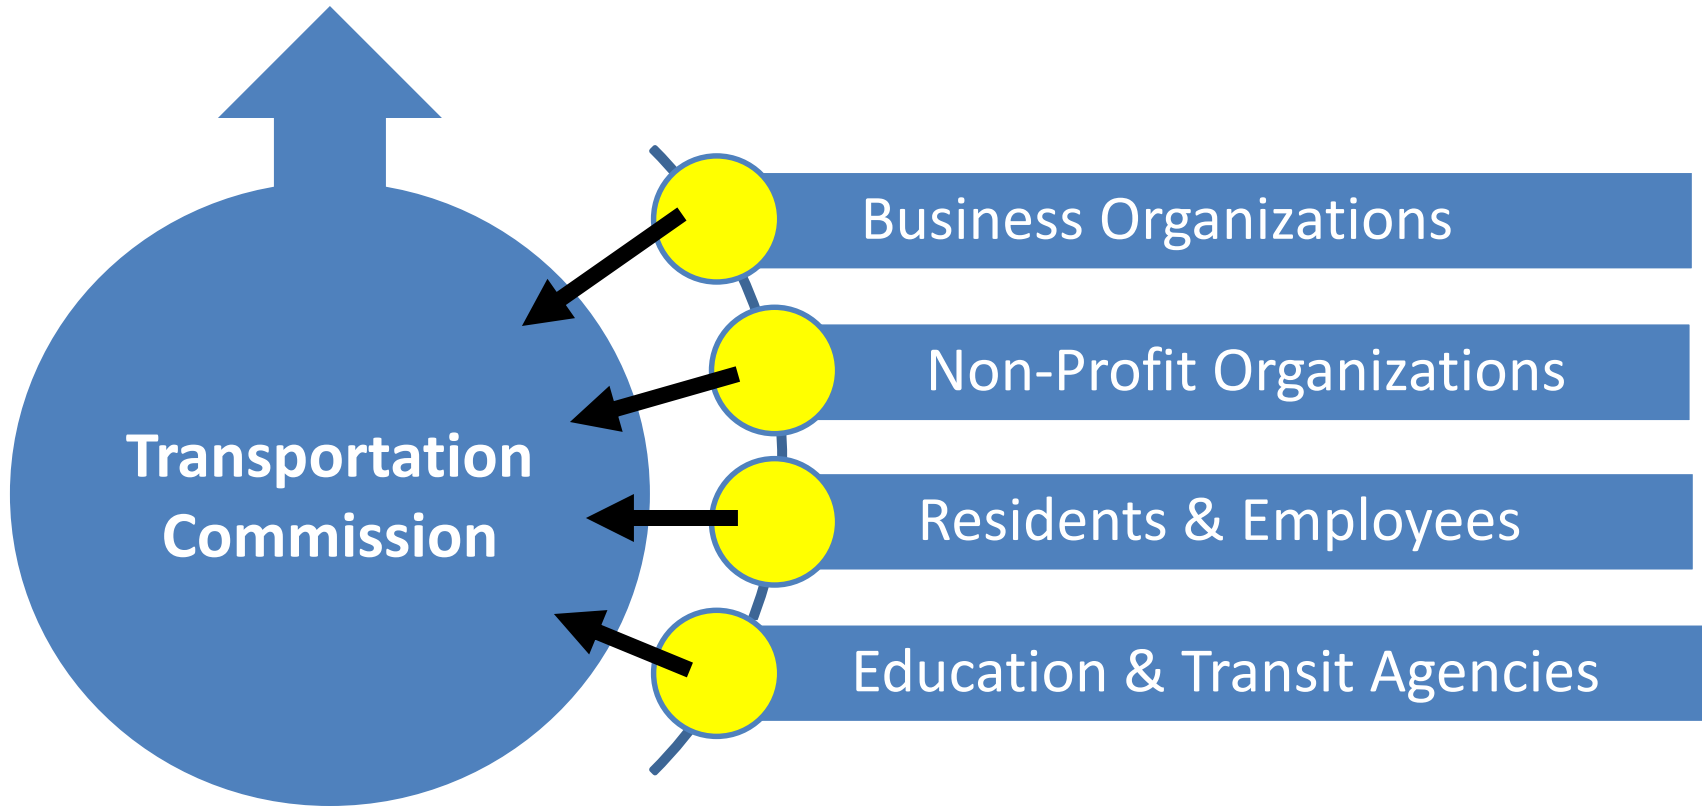 Business Organizations
Non-Profit Organizations
Transportation
Commission
Residents & Employees
Education & Transit Agencies